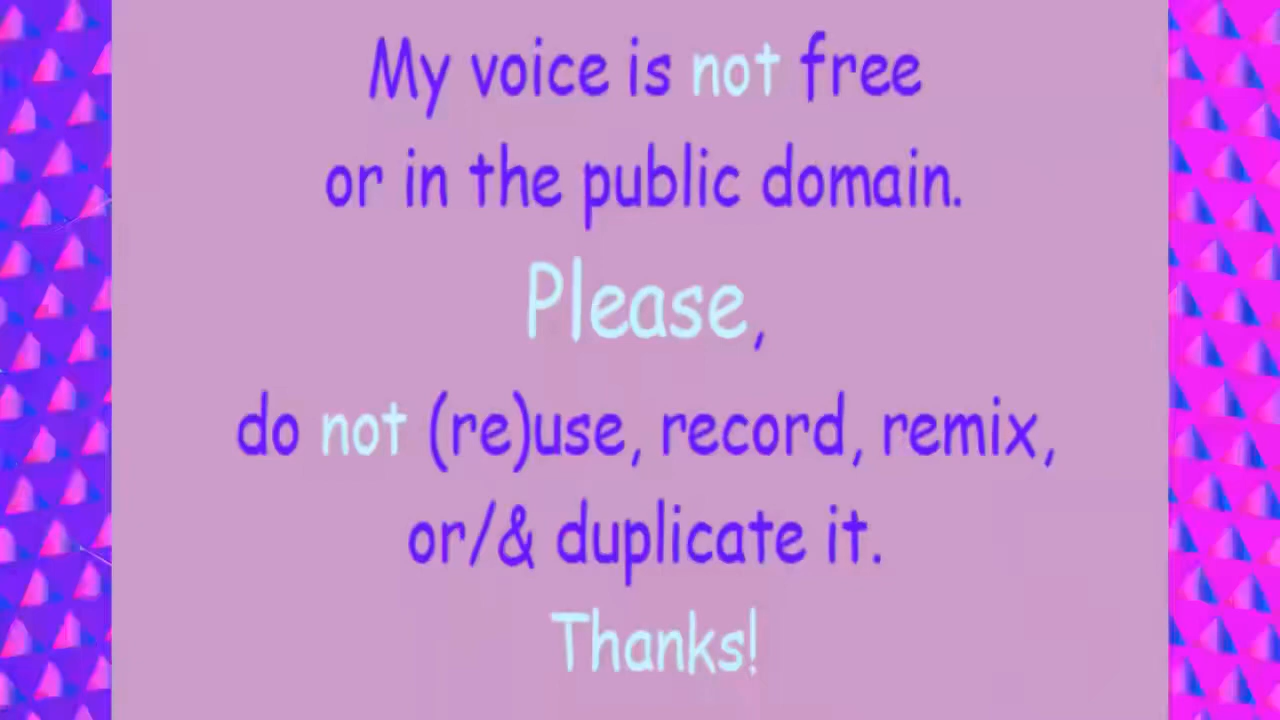 My voice is not free
or in the public domain.
Please,
do not (re)use, record, remix,
or/& duplicate it.
Thanks!